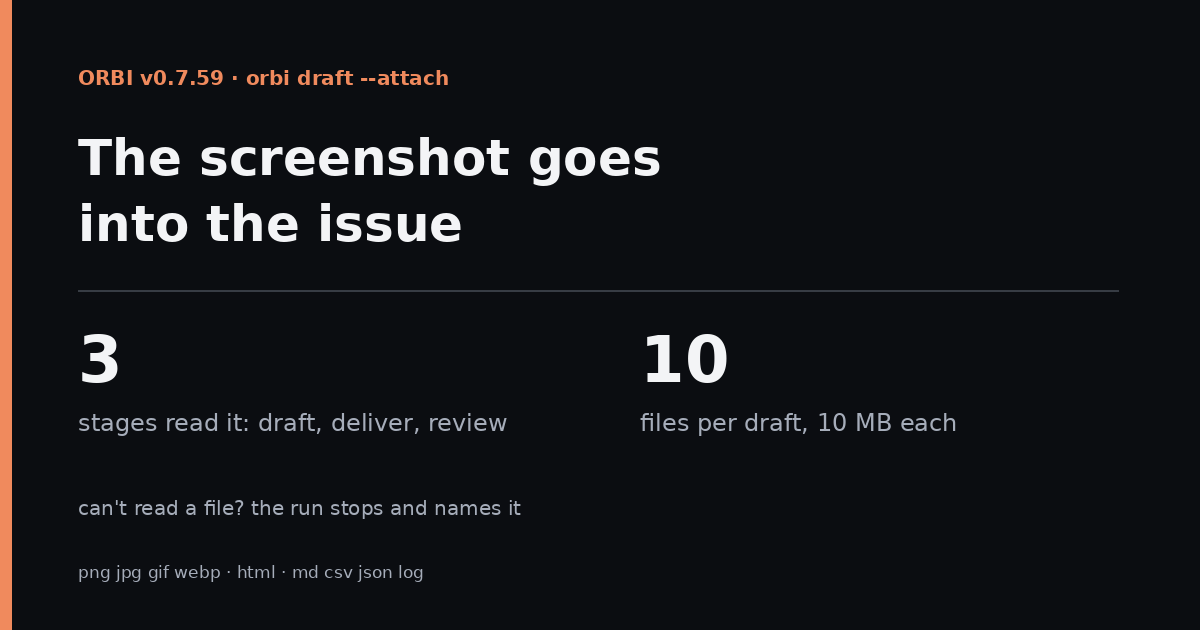 ORBI v0.7.59 · orbi draft --attach
The screenshot goes
into the issue
3
stages read it: draft, deliver, review
10
files per draft, 10 MB each
can't read a file? the run stops and names it
png jpg gif webp · html · md csv json log